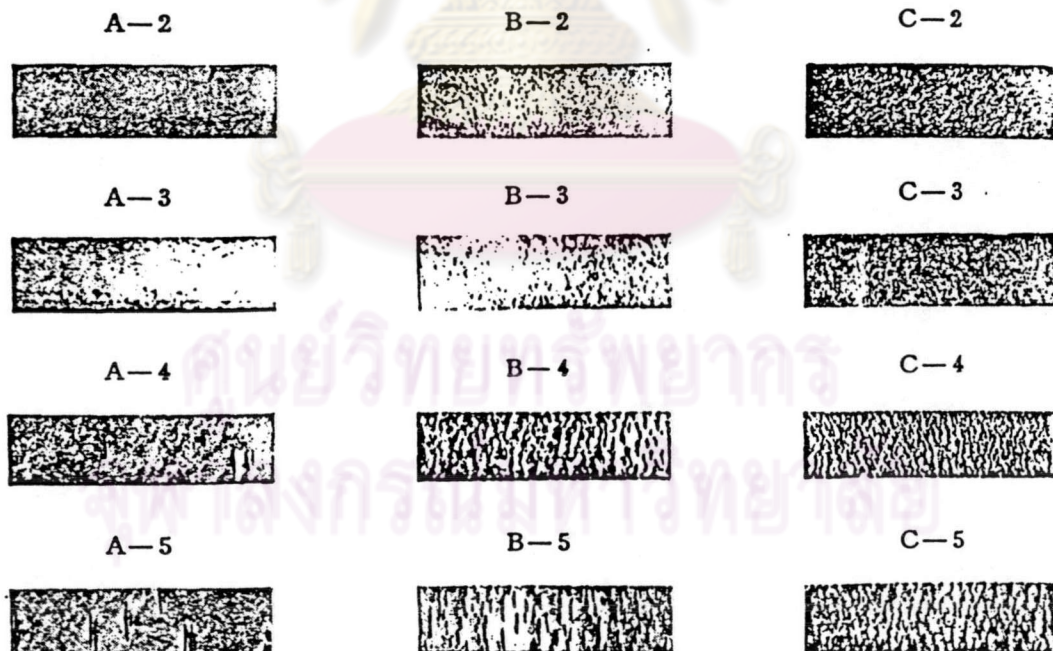 A—2 B—2 C—2
A—3 B—3 C—3
ศูนย์วิทยทรัพยากร
A—4 B—4 C—4
จุฬาลงกรณ์มหาวิทยาลัย
A—5 B—5 C—5